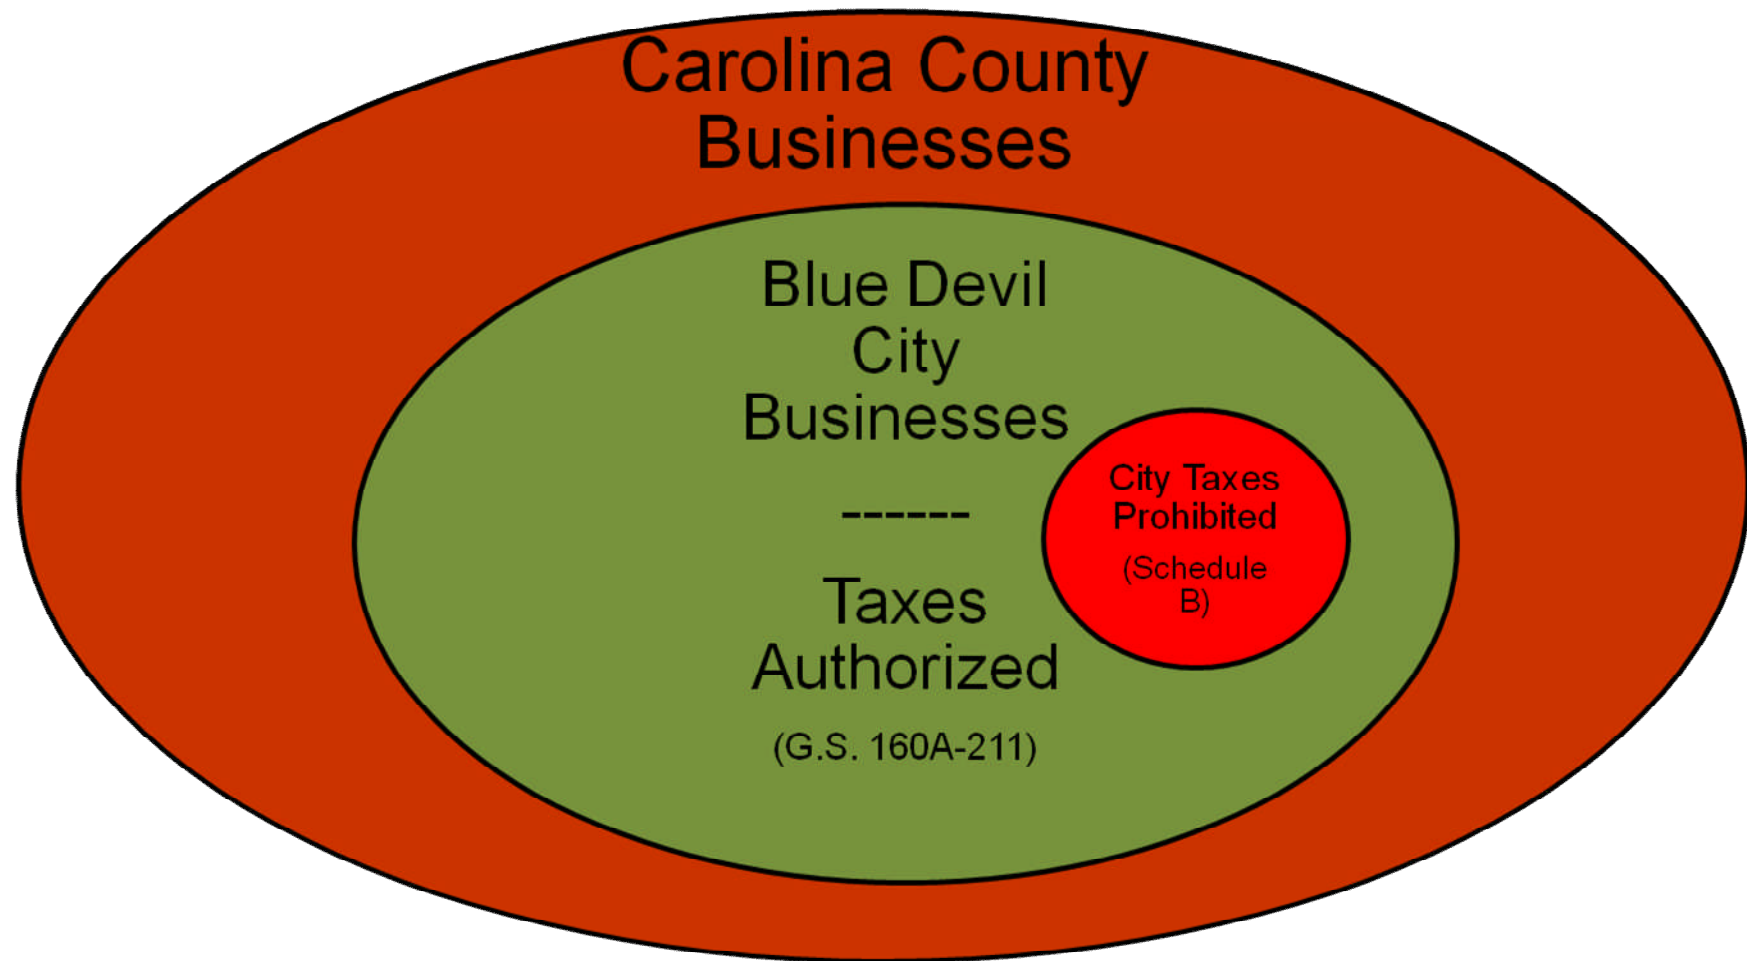 Carolina County
Businesses
Blue Devil
City
Businesses
------
Taxes
Authorized
(G.S. 160A-211)
City Taxes
Prohibited
(Schedule
B)